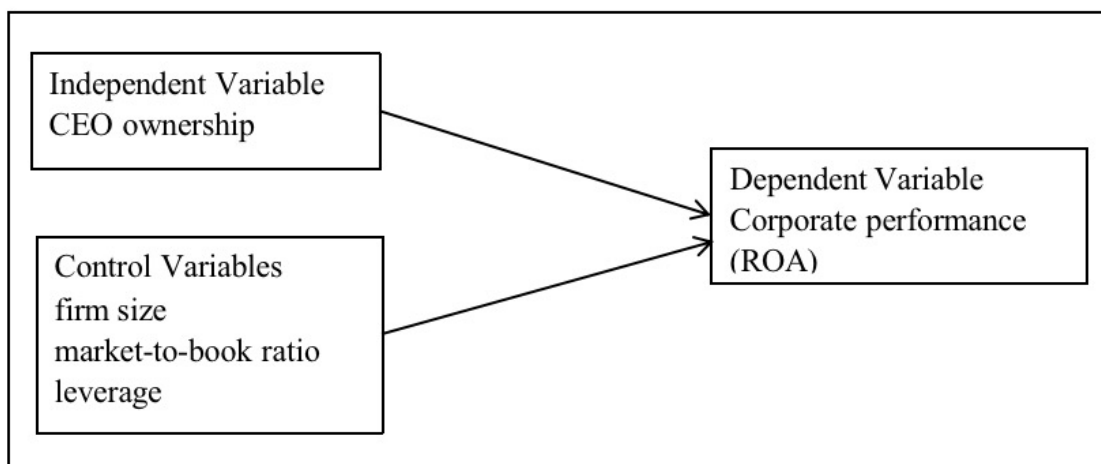 Independent Variable
CEO ownership
Control Variables
firm size
market-to-book ratio
leverage
Dependent Variable
Corporate performance
(ROA)